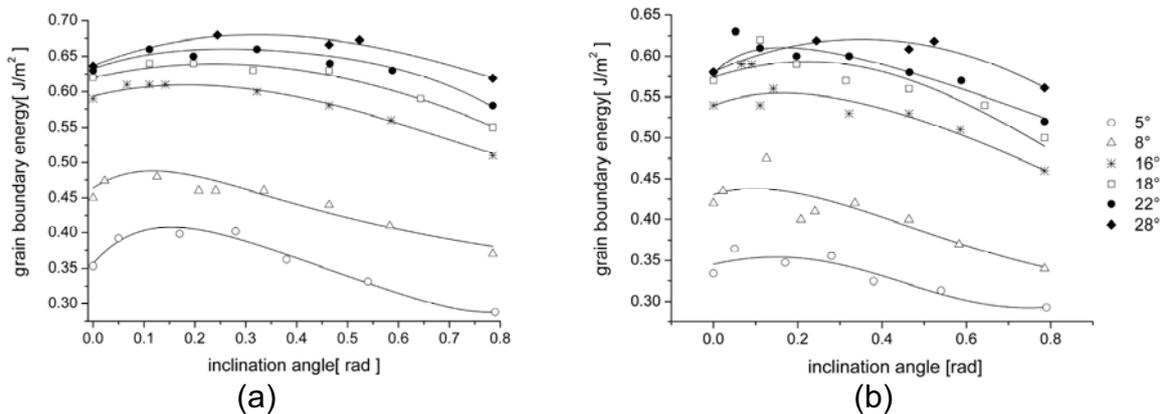 grain boundary energy[ J/m²]
0.70
0.65
0.60
0.55
0.50
0.45
0.40
0.35
0.30
0.0 0.1 0.2 0.3 0.4 0.5 0.6 0.7 0.8
inclination angle[ rad ]
(a)
grain boundary energy[ J/m²]
0.65
0.60
0.55
0.50
0.45
0.40
0.35
0.30
0.0 0.2 0.4 0.6 0.8
inclination angle [rad]
(b)
5°
8°
16°
18°
22°
28°